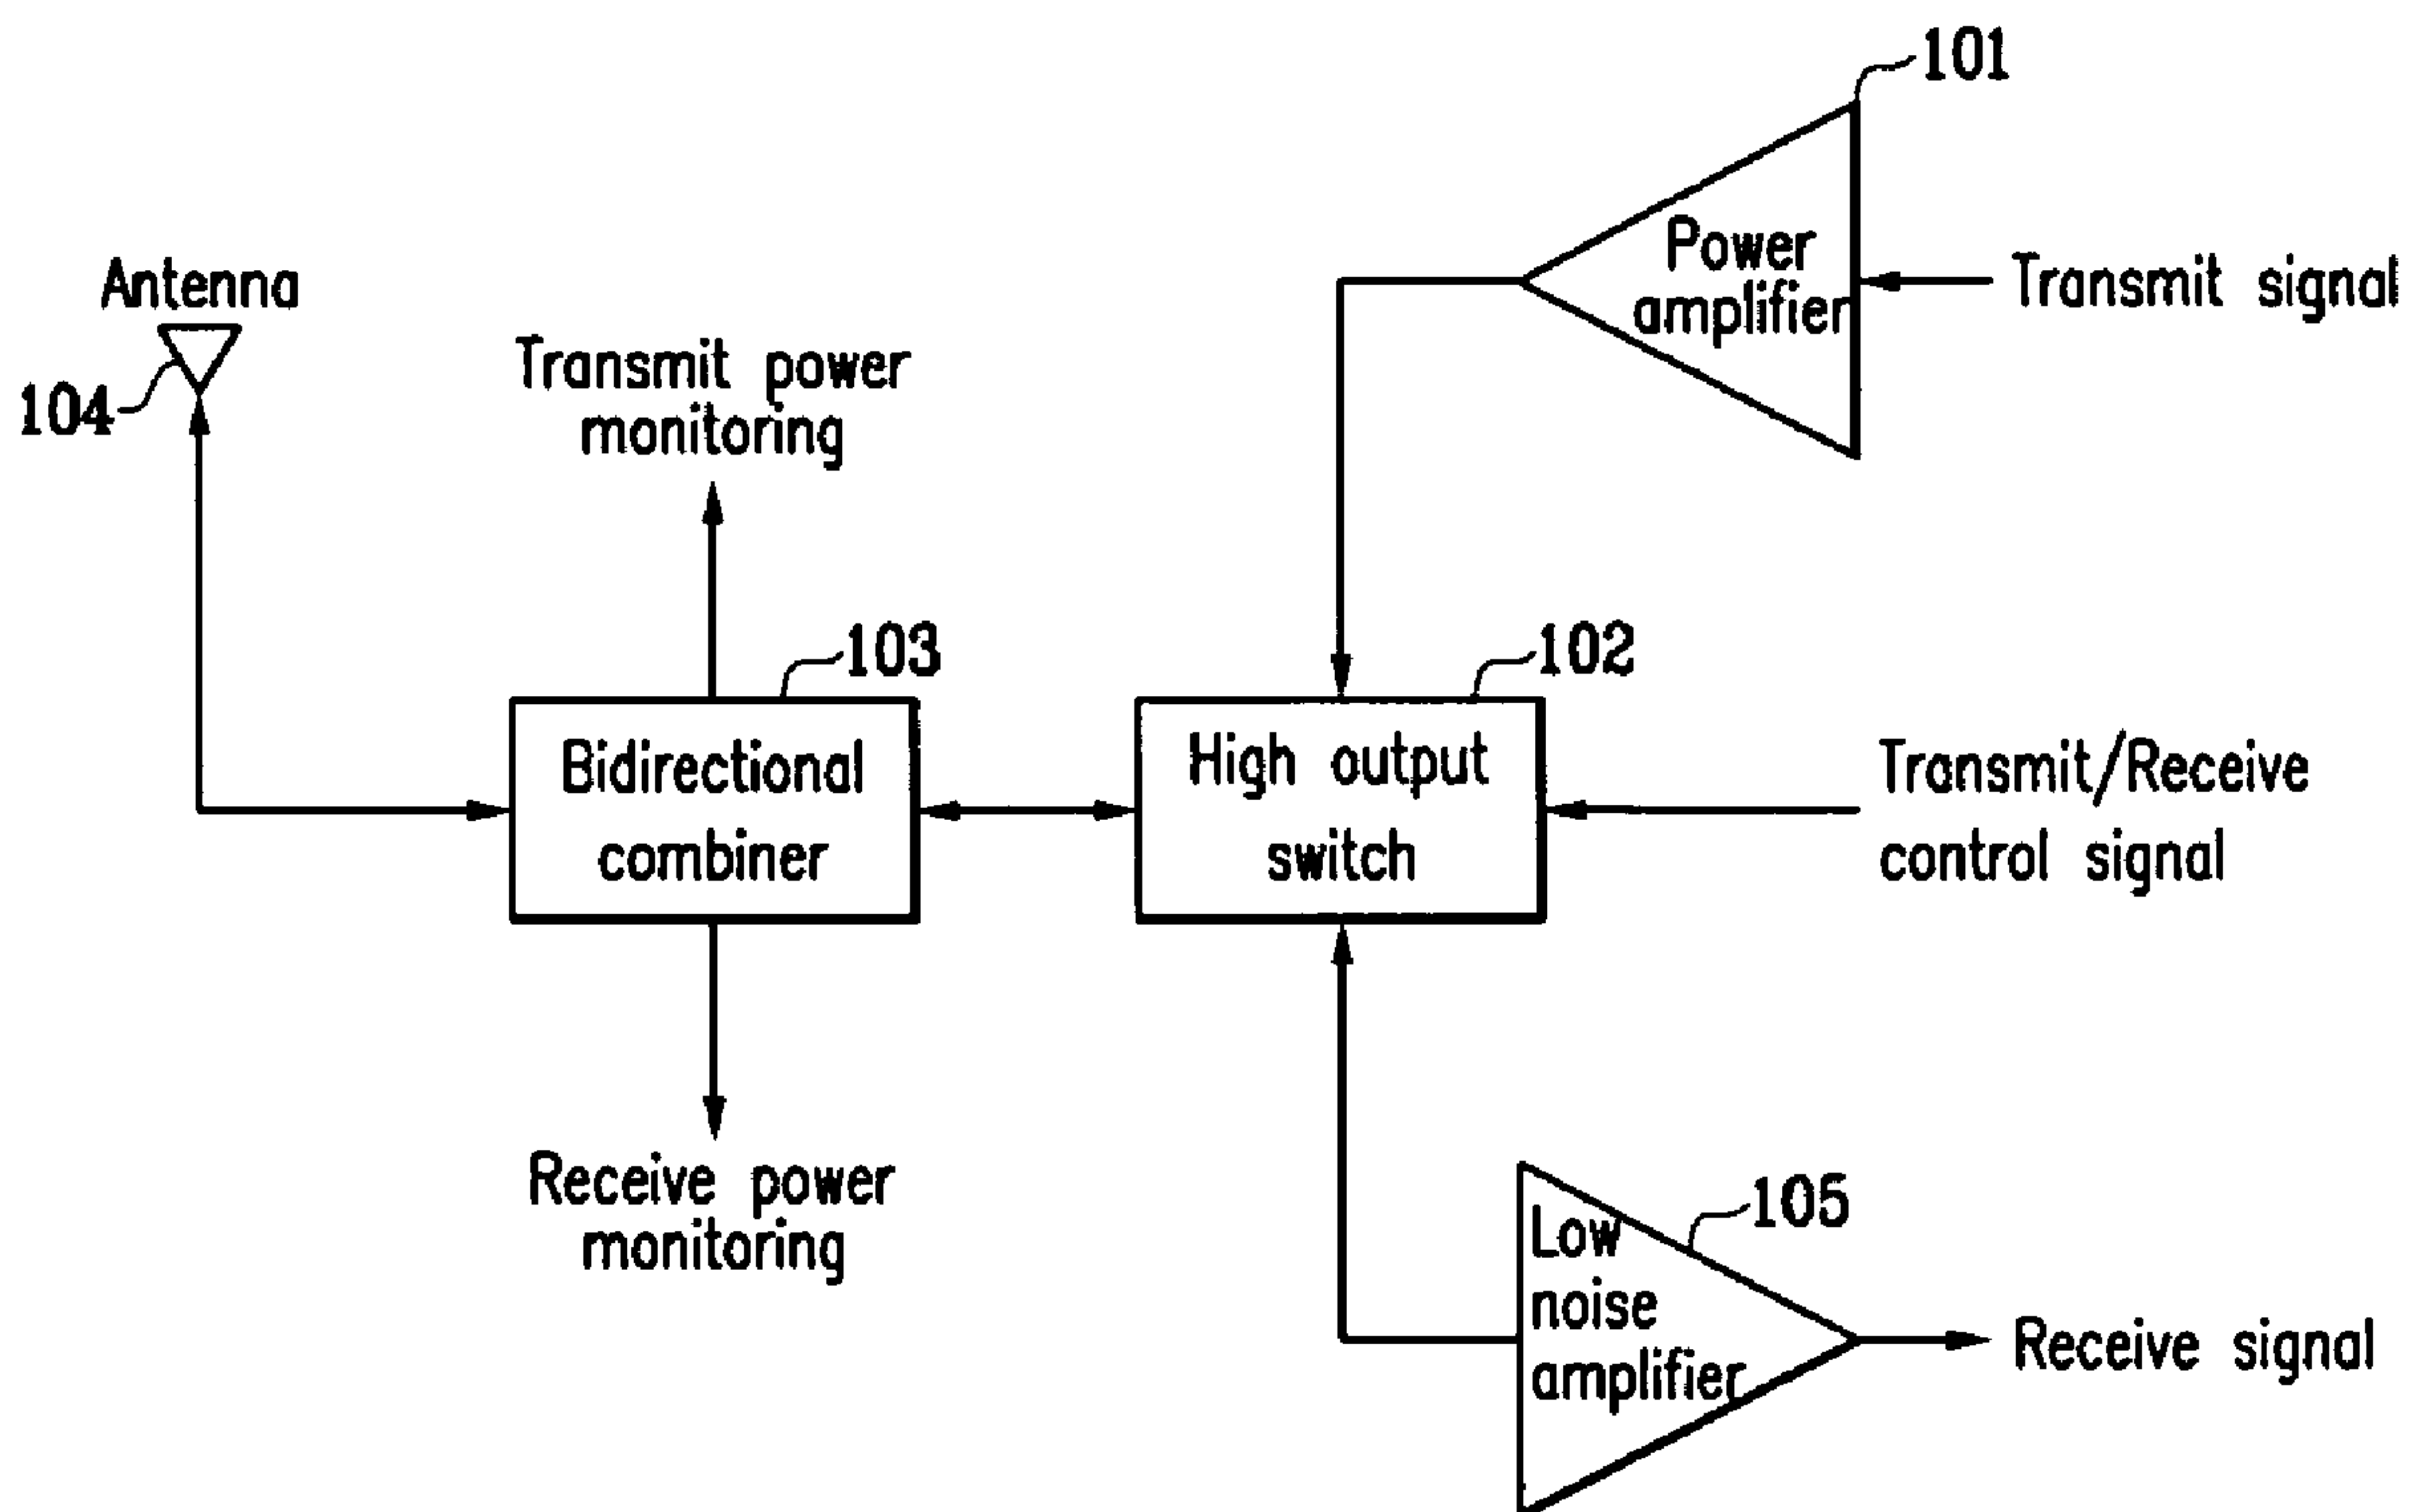 101
Power
amplifier
Transmit signal
Antenna
104
Transmit power
monitoring
103
Bidirectional
combiner
102
High output
switch
Transmit/Receive
control signal
Receive power
monitoring
105
Low
noise
amplifier
Receive signal